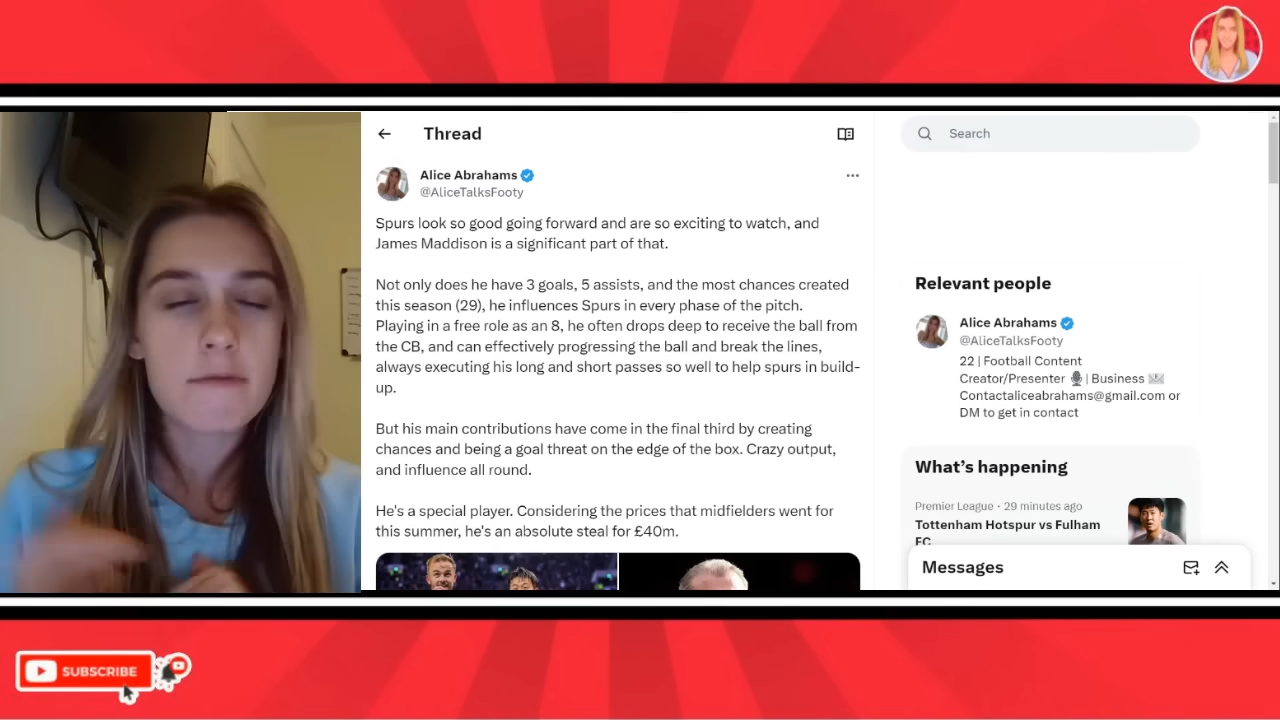 Thread
Search
Alice Abrahams
@AliceTalksFooty
Spurs look so good going forward and are so exciting to watch, and
James Maddison is a significant part of that.
Not only does he have 3 goals, 5 assists, and the most chances created
this season (29), he influences Spurs in every phase of the pitch.
Playing in a free role as an 8, he often drops deep to receive the ball from
the CB, and can effectively progressing the ball and break the lines,
always executing his long and short passes so well to help spurs in build-
up.
But his main contributions have come in the final third by creating
chances and being a goal threat on the edge of the box. Crazy output,
and influence all round.
He's a special player. Considering the prices that midfielders went for
this summer, he's an absolute steal for £40m.
Relevant people
Alice Abrahams
@AliceTalksFooty
22 | Football Content
Creator/Presenter | Business
Contactaliceabrahams@gmail.com or
DM to get in contact
What's happening
Premier League · 29 minutes ago
Tottenham Hotspur vs Fulham
FC
Messages
SUBSCRIBE